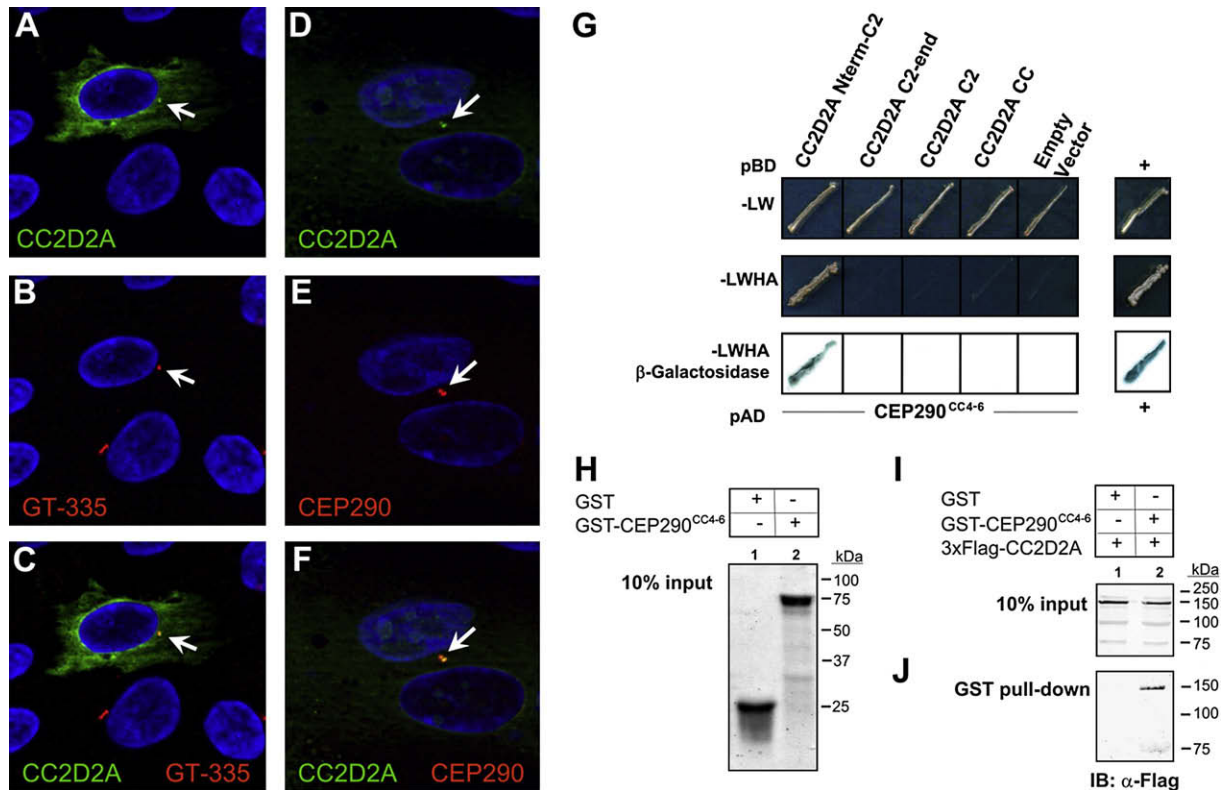 A
CC2D2A
B
GT-335
C
CC2D2A GT-335
D
CC2D2A
E
CEP290
F
CC2D2A CEP290
G
CC2D2A Nterm-C2
CC2D2A C2-end
CC2D2A C2
CC2D2A CC
Empty
Vector
pBD +
-LW
-LWHA
-LWHA
β-Galactosidase
pAD CEP290CC4-6 +
H
GST + -
GST-CEP290CC4-6 - +
1 2 kDa
10% input
100
75
50
37
25
I
GST + -
GST-CEP290CC4-6 - +
3xFlag-CC2D2A + +
1 2 kDa
10% input
250
150
100
75
J
GST pull-down
150
100
75
IB: α-Flag